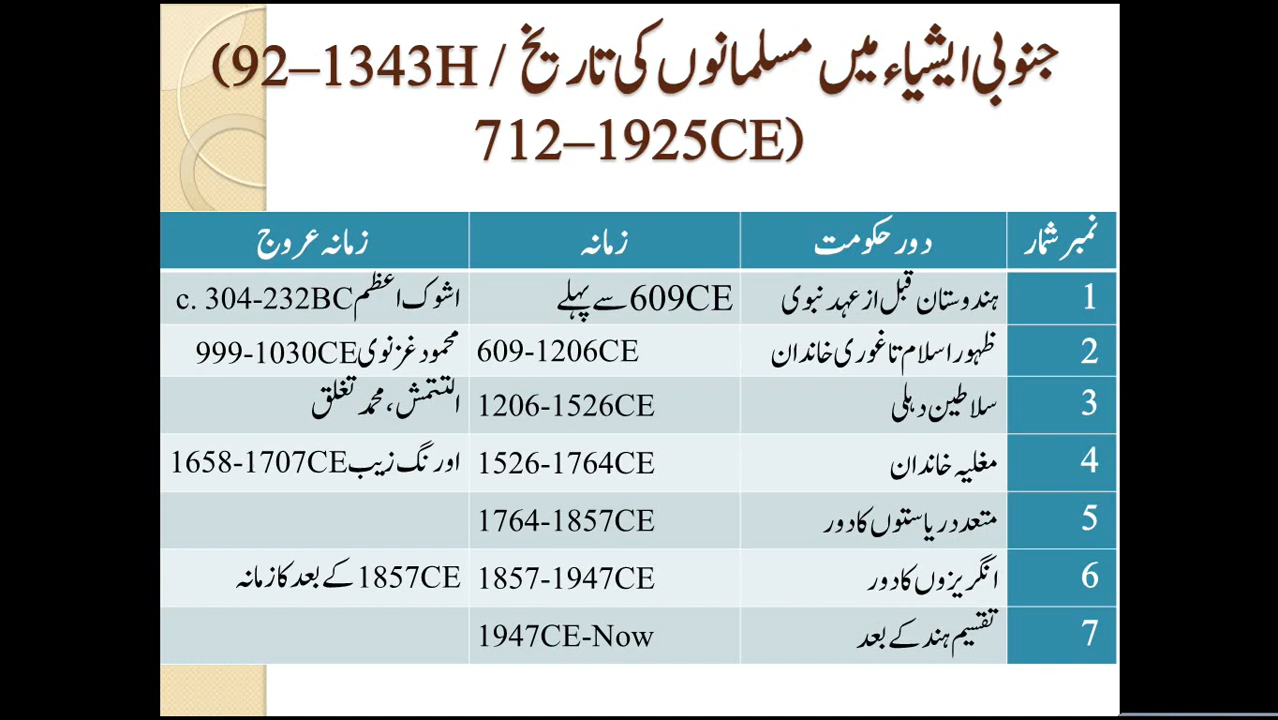 جنوبی ایشیاء میں مسلمانوں کی تاریخ / 92–1343H)
712–1925CE)
نمبر شمار دور حکومت زمانہ زمانہ عروج
1 ہندوستان قبل از عہد نبوی 609CE سے پہلے اشوک اعظم c. 304-232BC
2 ظہور اسلام تا غوری خاندان 609-1206CE محمود غزنوی 999-1030CE
3 سلاطین دہلی 1206-1526CE التتمش، محمد تغلق
4 مغلیہ خاندان 1526-1764CE اورنگ زیب 1658-1707CE
5 متعدد ریاستوں کا دور 1764-1857CE
6 انگریزوں کا دور 1857-1947CE 1857CE کے بعد کا زمانہ
7 تقسیم ہند کے بعد 1947CE-Now